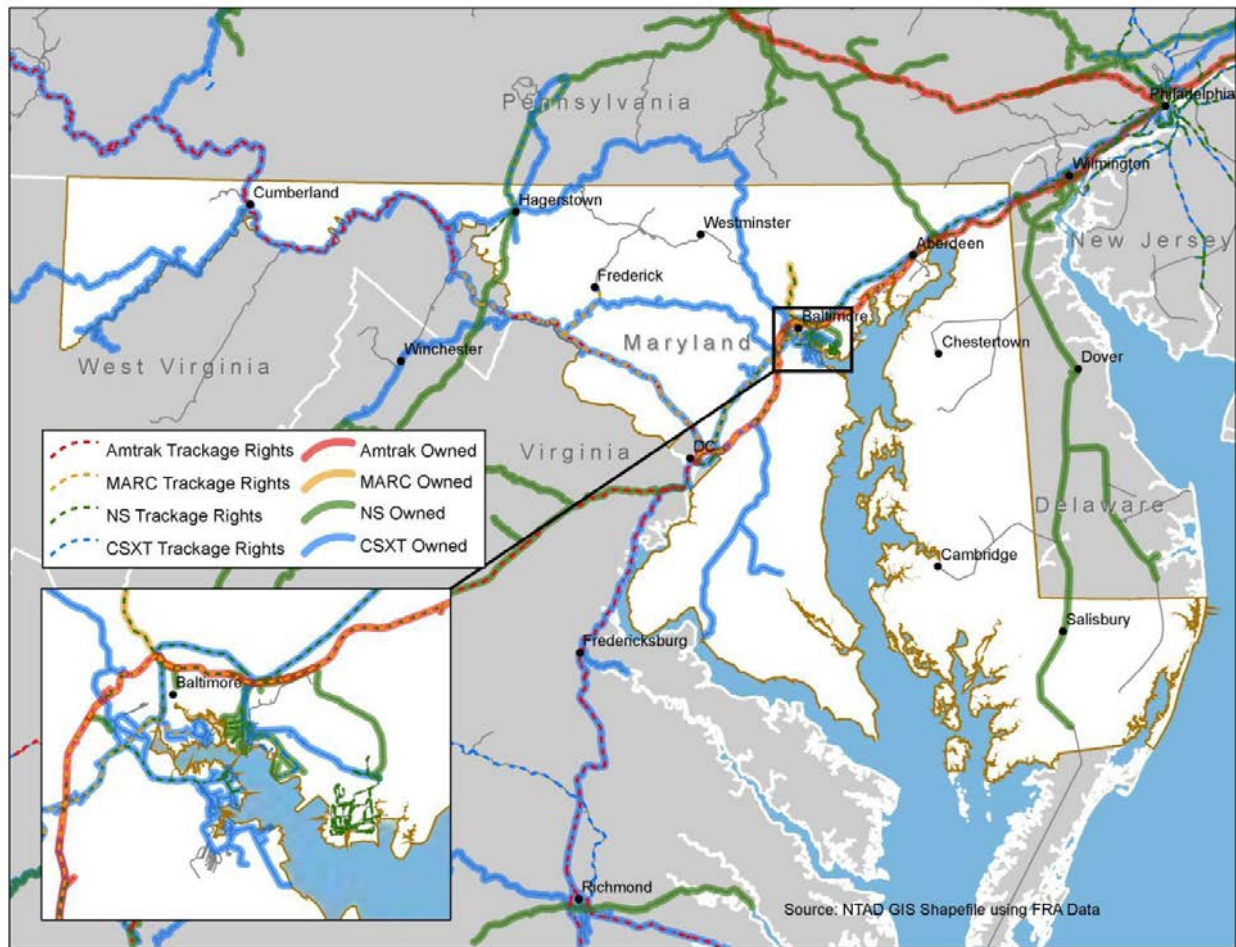 Pennsylvania
Philadelphia
Wilmington
New Jersey
Cumberland
Hagerstown
Westminster
Aberdeen
Frederick
Baltimore
Maryland
Chestertown
Dover
West Virginia
Winchester
Virginia
DC
Delaware
Amtrak Trackage Rights
MARC Trackage Rights
NS Trackage Rights
CSXT Trackage Rights
Amtrak Owned
MARC Owned
NS Owned
CSXT Owned
Cambridge
Salisbury
Fredericksburg
Baltimore
Richmond
Source: NTAD GIS Shapefile using FRA Data